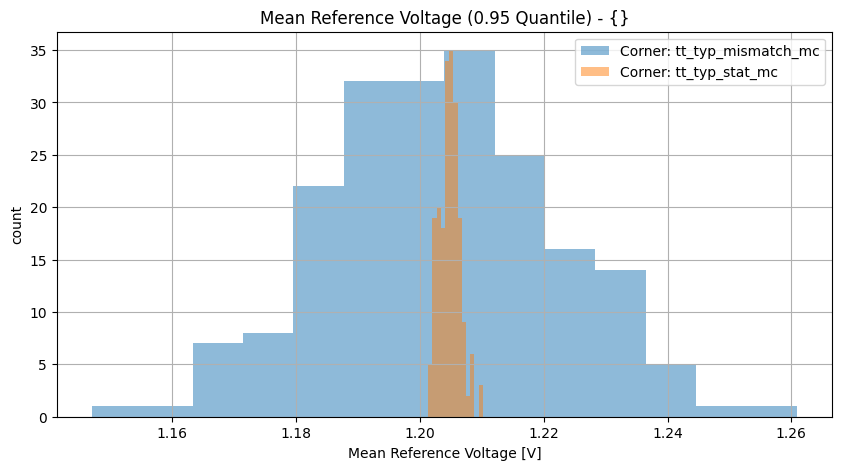 Mean Reference Voltage (0.95 Quantile) - {}
Corner: tt_typ_mismatch_mc
Corner: tt_typ_stat_mc
35
30
25
20
15
10
5
0
count
1.16
1.18
1.20
1.22
1.24
1.26
Mean Reference Voltage [V]